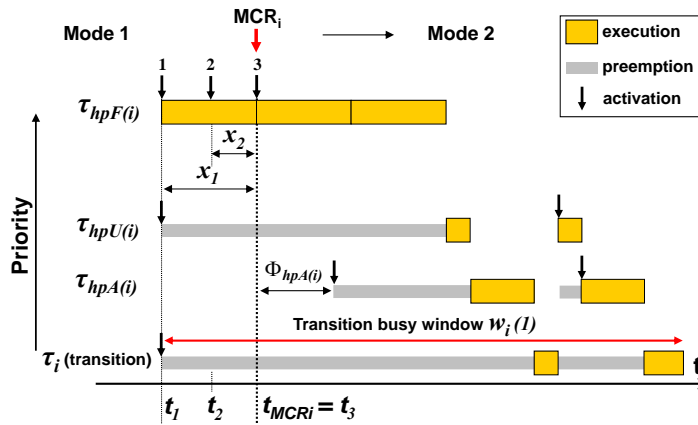 MCRi
Mode 1
Mode 2
execution
preemption
activation
1 2 3
τhpF(i)
x2
x1
Priority
τhpU(i)
ΦhpA(i)
τhpA(i)
Transition busy window wi(1)
τi (transition)
t
t1 t2 tMCRi = t3